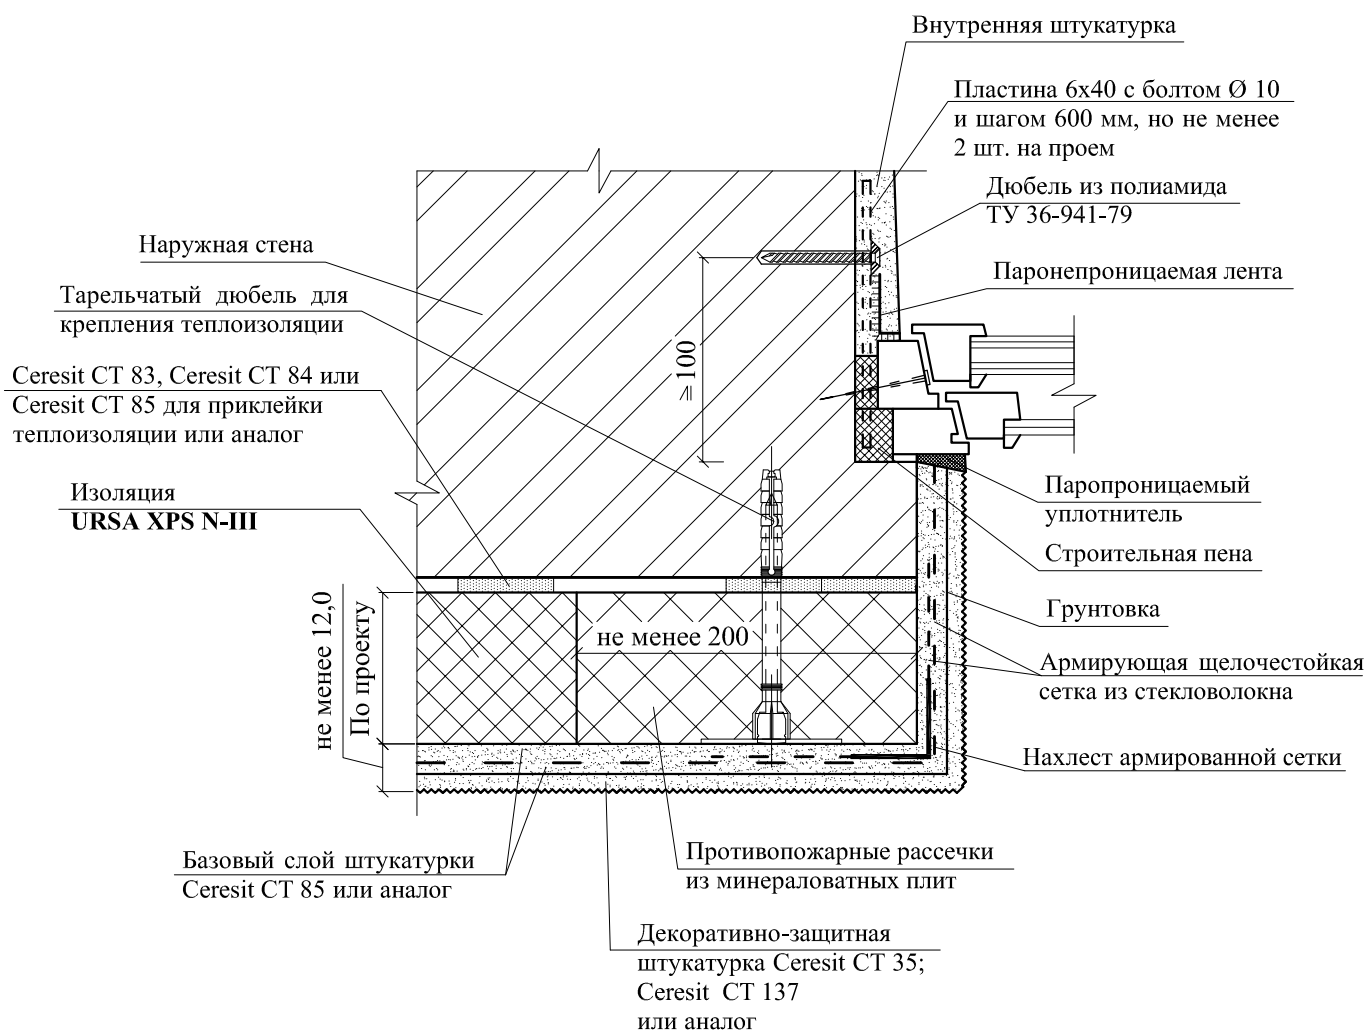 Внутренняя штукатурка
Пластина 6х40 с болтом Ø 10
и шагом 600 мм, но не менее
2 шт. на проем
Дюбель из полиамида
ТУ 36-941-79
Паронепроницаемая лента
Наружная стена
Тарельчатый дюбель для
крепления теплоизоляции
Ceresit CT 83, Ceresit CT 84 или
Ceresit CT 85 для приклейки
теплоизоляции или аналог
Изоляция
URSA XPS N-III
⩾100
Паропроницаемый
уплотнитель
Строительная пена
Грунтовка
Армирующая щелочестойкая
сетка из стекловолокна
Нахлест армированной сетки
не менее 12,0
По проекту
не менее 200
Базовый слой штукатурки
Ceresit CT 85 или аналог
Противопожарные рассечки
из минераловатных плит
Декоративно-защитная
штукатурка Ceresit CT 35;
Ceresit CT 137
или аналог